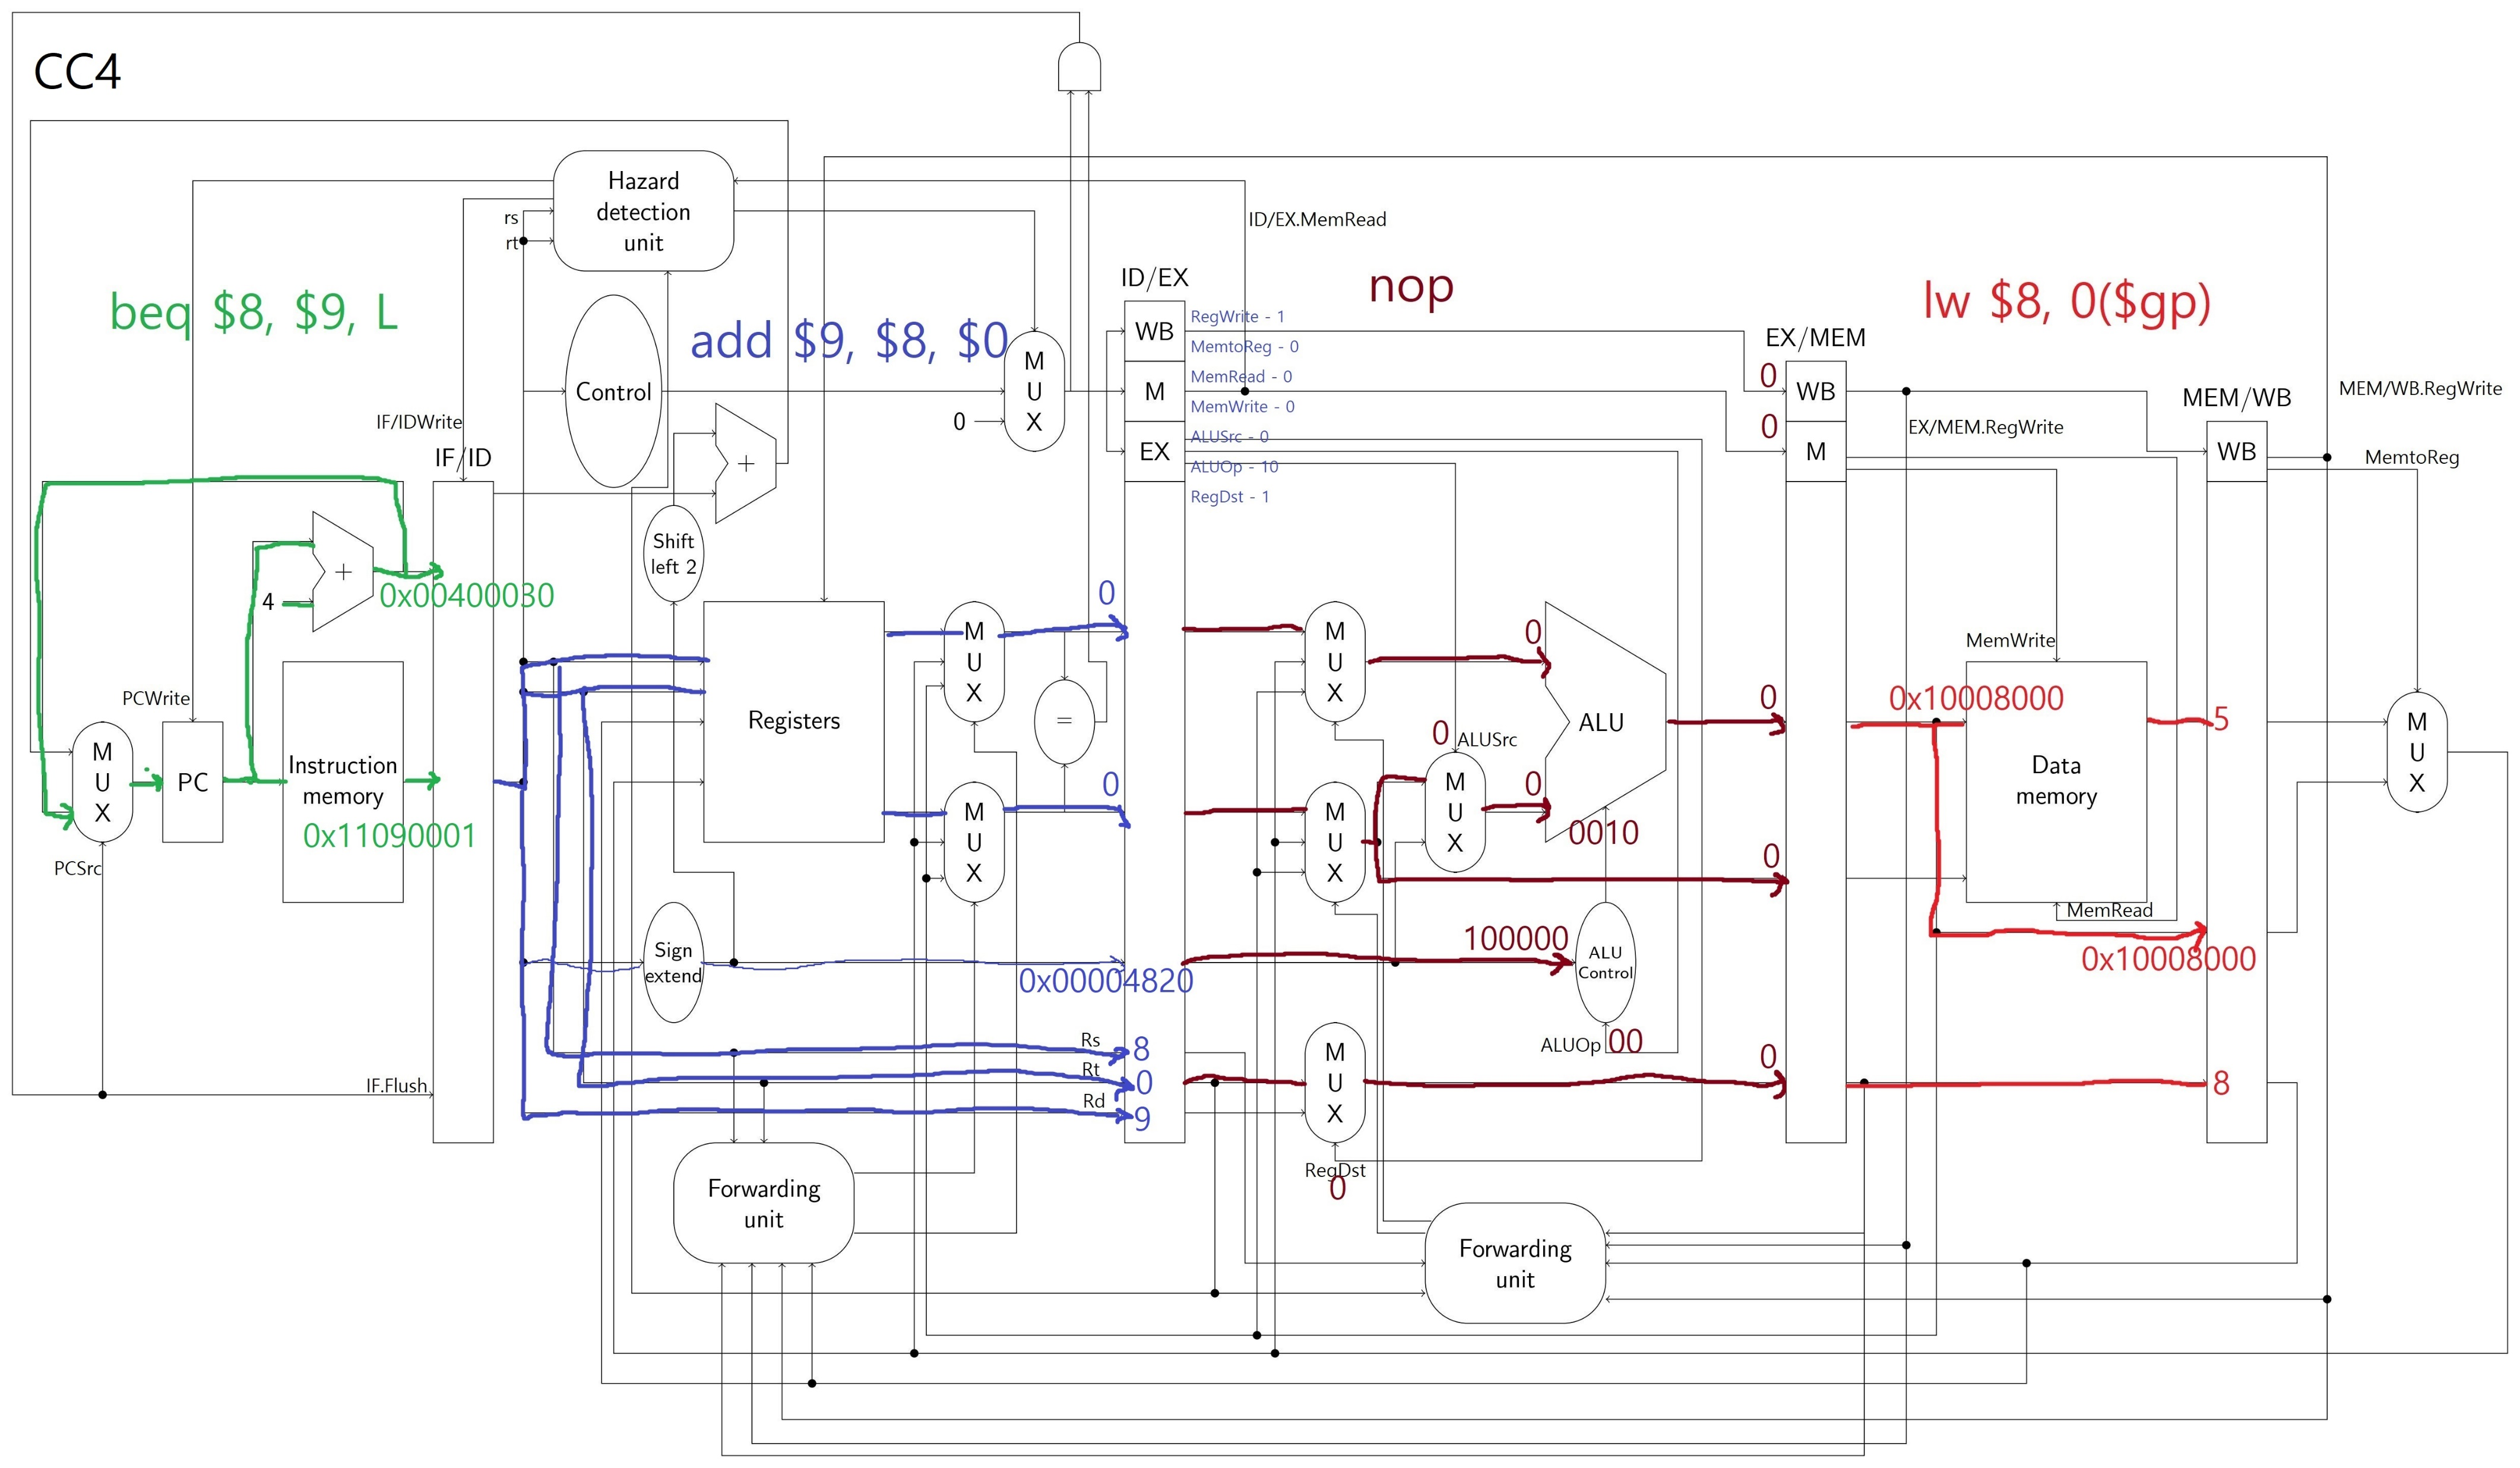 CC4
Hazard
detection
unit
rs
rt
ID/EX.MemRead
beq $8, $9, L
add $9, $8, $0
nop
lw $8, 0($gp)
ID/EX
WB
M
EX
RegWrite - 1
MemtoReg - 0
MemRead - 0
MemWrite - 0
ALUSrc - 0
ALUOp - 10
RegDst - 1
Control
M
U
X
0
EX/MEM
0
WB
0
M
EX/MEM.RegWrite
MEM/WB
WB
MEM/WB.RegWrite
MemtoReg
IF/IDWrite
IF/ID
+
Shift
left 2
+
4
0x00400030
PCWrite
M
U
X
PC
Instruction
memory
0x11090001
PCSrc
IF.Flush
Registers
M
U
X
0
=
M
U
X
0
Sign
extend
0x00004820
Rs
8
Rt
0
Rd
9
Forwarding
unit
M
U
X
M
U
X
0
ALUSrc
M
U
X
0
0
ALU
0010
0
0
100000
ALU
Control
ALUOp
00
M
U
X
RegDst
0
0
Forwarding
unit
MemWrite
0x10008000
Data
memory
MemRead
5
0x10008000
8
M
U
X